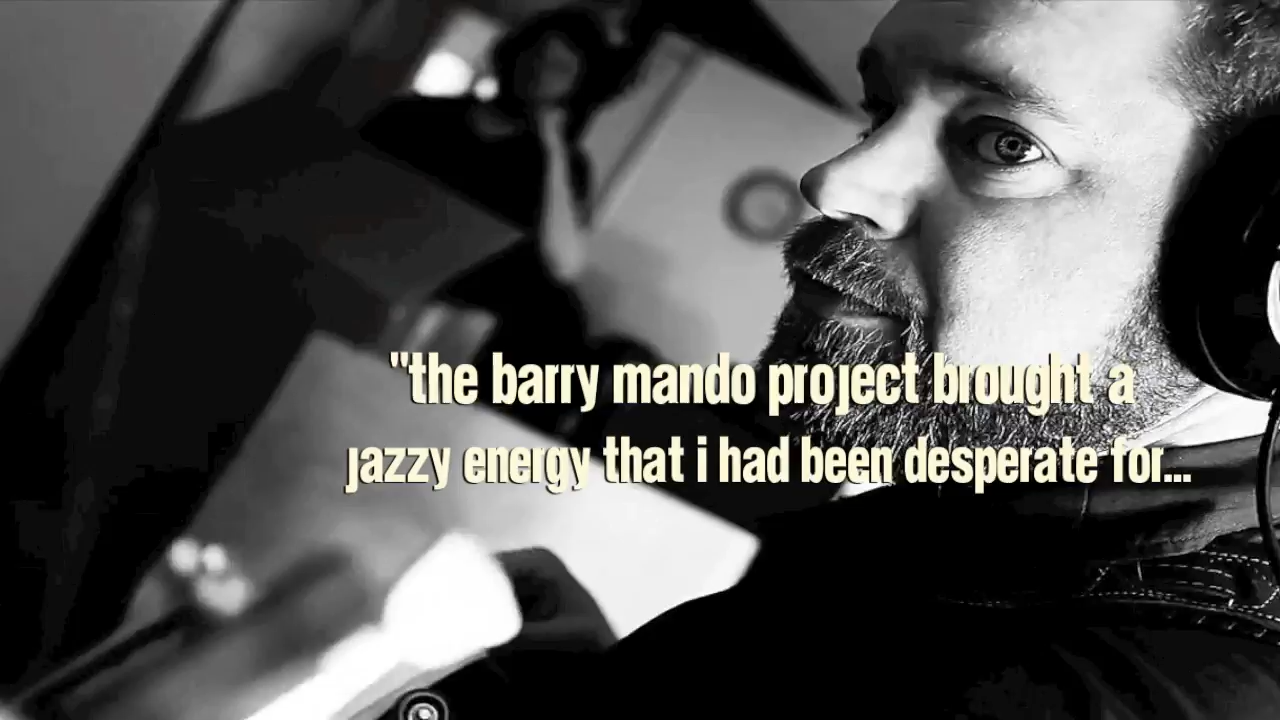 "the barry mando project brought a
jazzy energy that i had been desperate for...